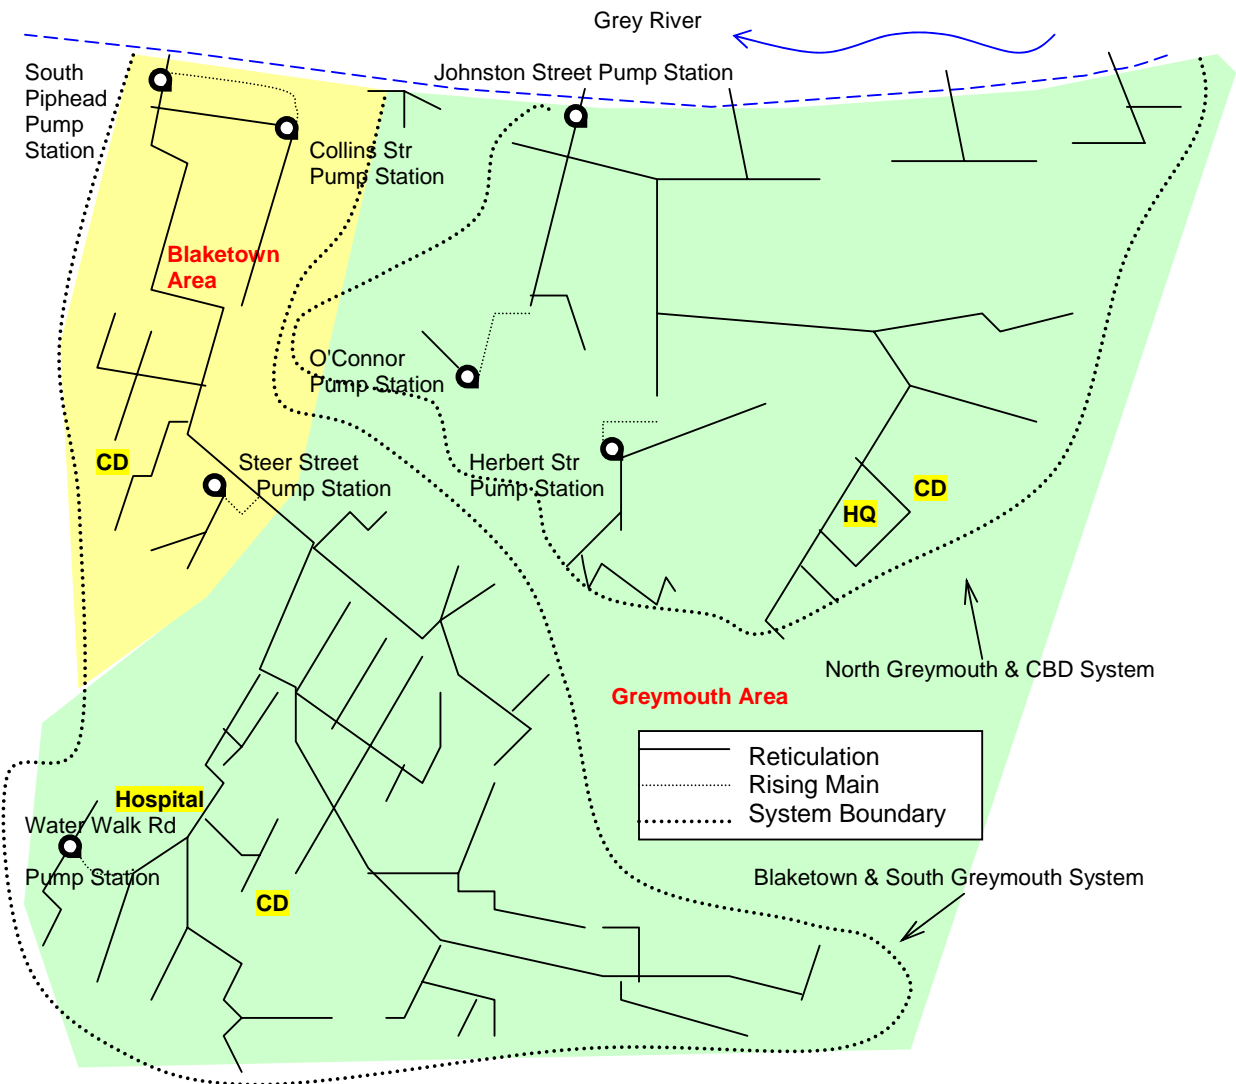 Grey River
South
Piphead
Pump
Station
Johnston Street Pump Station
Collins Str
Pump Station
Blaketown
Area
O'Connor
Pump Station
CD
Steer Street
Pump Station
Herbert Str
Pump Station
CD
HQ
North Greymouth & CBD System
Greymouth Area
Reticulation
Rising Main
System Boundary
Hospital
Water Walk Rd
Pump Station
Blaketown & South Greymouth System
CD